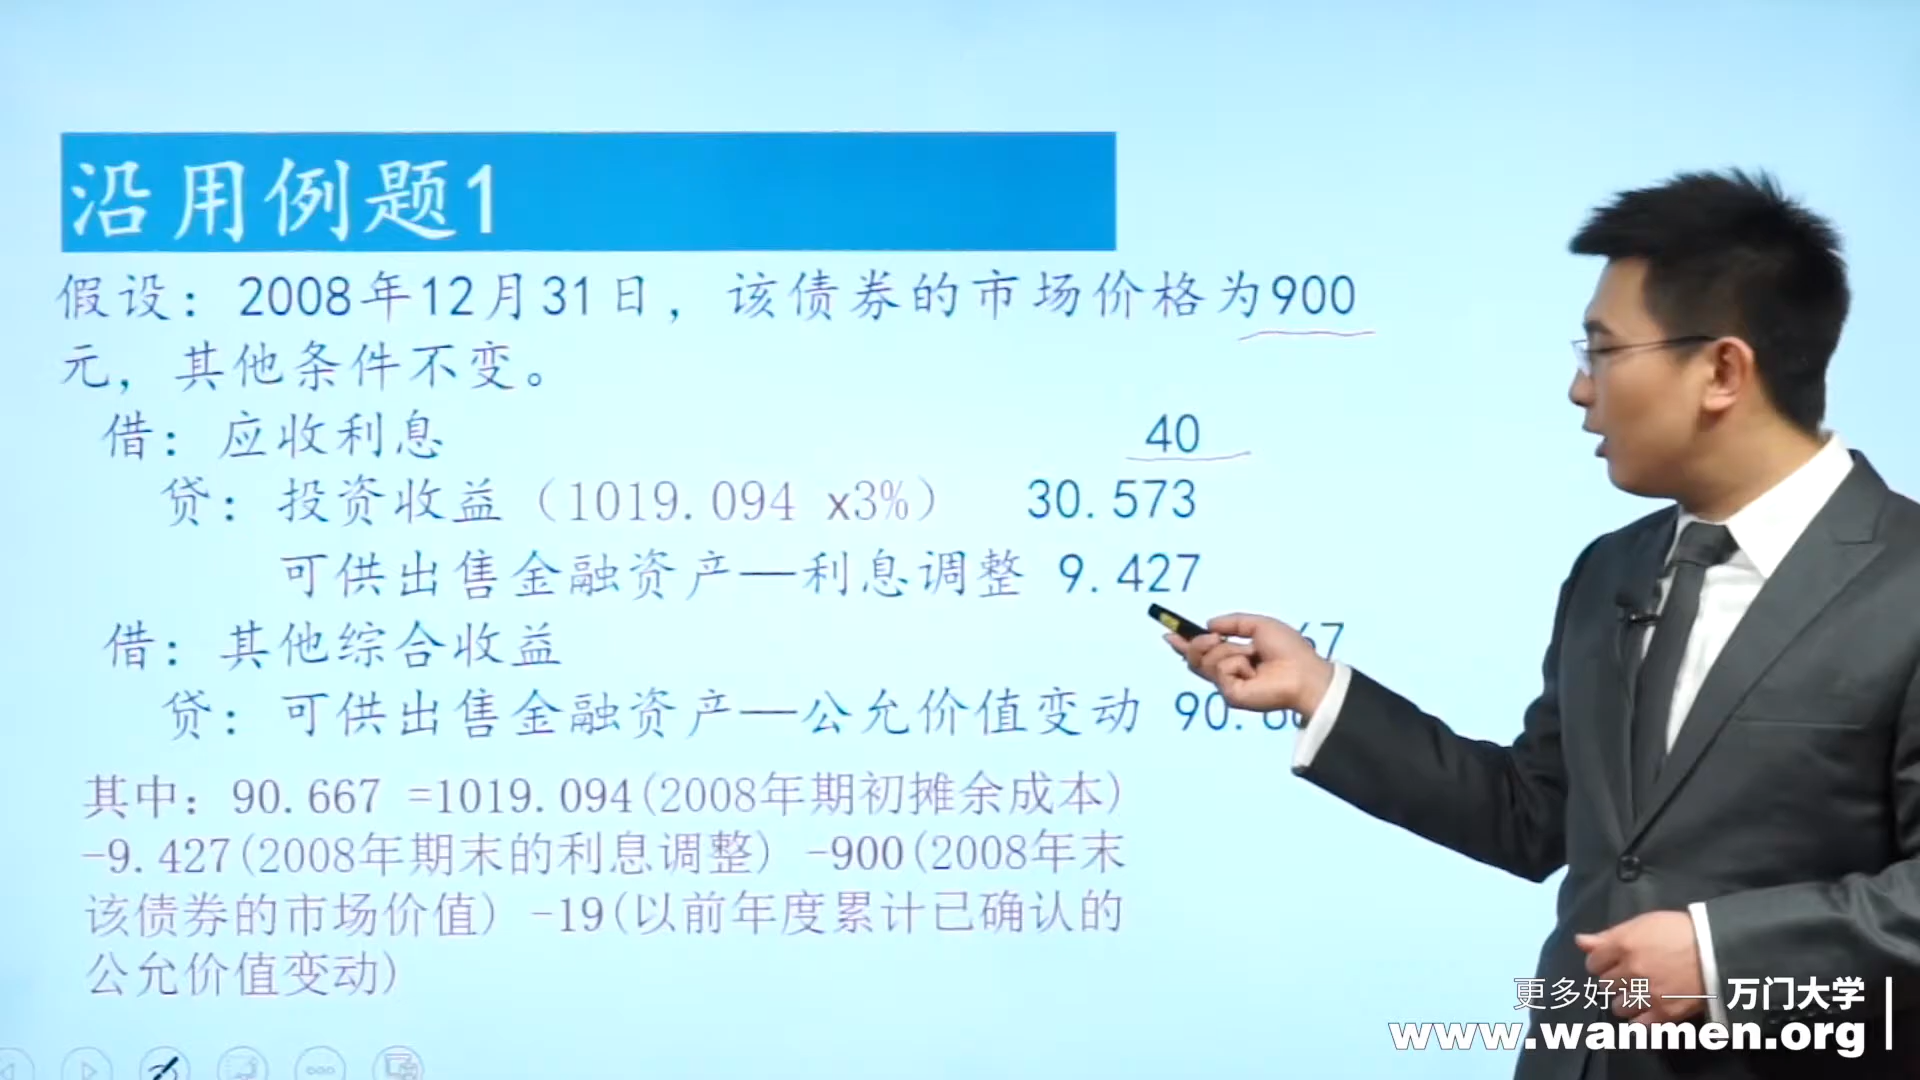 沿用例题1
假设：2008年12月31日，该债券的市场价格为900
元，其他条件不变。
借：应收利息 40
贷：投资收益（1019.094 x3%） 30.573
可供出售金融资产—利息调整 9.427
借：其他综合收益
贷：可供出售金融资产—公允价值变动
其中：90.667 =1019.094(2008年期初摊余成本)
-9.427(2008年期末的利息调整) -900(2008年末
该债券的市场价值) -19(以前年度累计已确认的
公允价值变动)
更多好课 —— 万门大学
www.wanmen.org